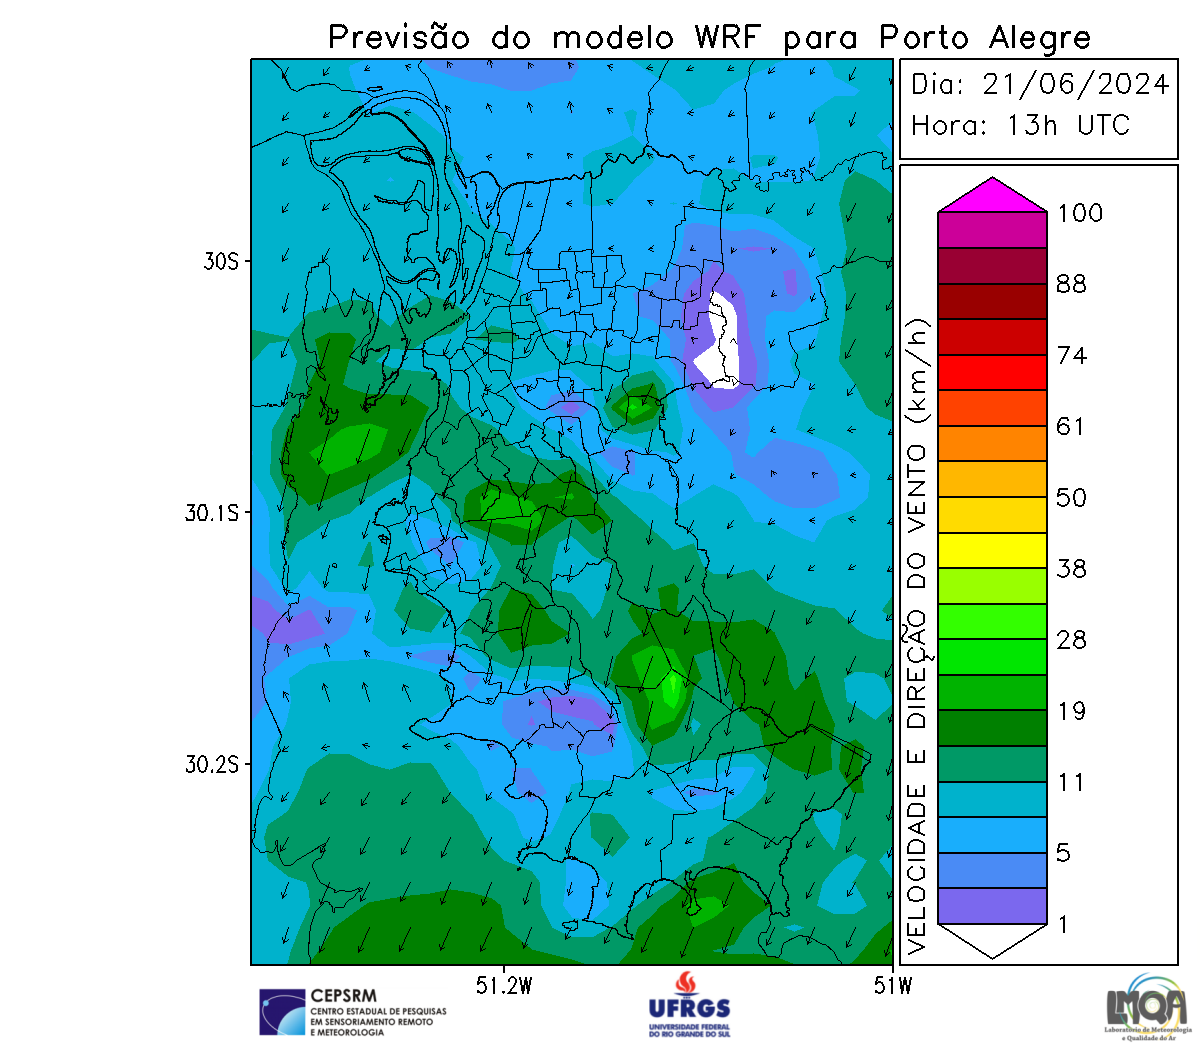 Previsão do modelo WRF para Porto Alegre
Dia: 21/06/2024
Hora: 13h UTC
VELOCIDADE E DIREÇÃO DO VENTO (km/h)
100
88
74
61
50
38
28
19
11
5
1
30S
30.1S
30.2S
51.2W
51W
CEPSRM
CENTRO ESTADUAL DE PESQUISAS
EM SENSORIAMENTO REMOTO
E METEOROLOGIA
UFRGS
UNIVERSIDADE FEDERAL
DO RIO GRANDE DO SUL
LMQA
Laboratório de Meteorologia
e Qualidade do Ar